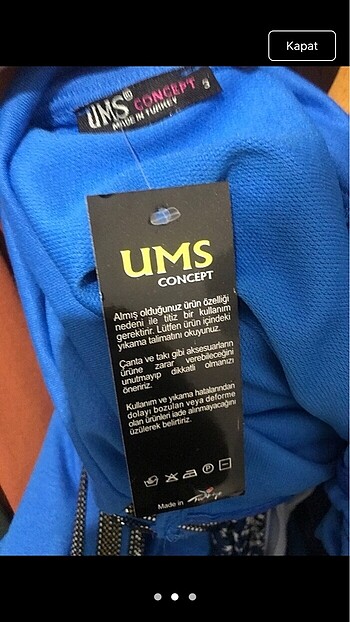 Kapat
UMS® CONCEPT
MADE IN TURKEY
UMS
CONCEPT
Almış olduğunuz ürün özelliği
nedeni ile titiz bir kullanım
gerektirir. Lütfen ürün içindeki
yıkama talimatını okuyunuz.
Çanta ve takı gibi aksesuarların
ürüne zarar verebileceğini
unutmayıp dikkatli olmanızı
öneririz.
Kullanım ve yıkama hatalarından
dolayı bozulan veya deforme
olan ürünleri iade alınmayacağını
üzülerek belirtiriz.
Made in